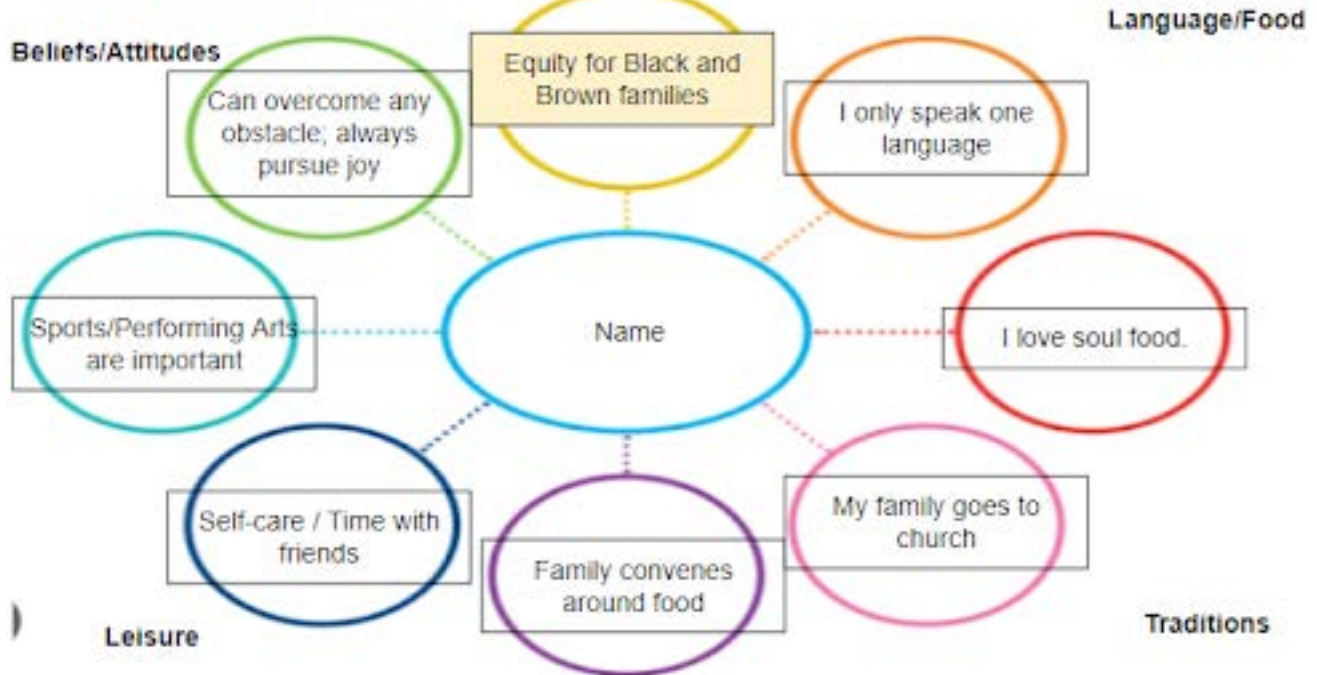 Language/Food
Beliefs/Attitudes
Equity for Black and
Brown families
Can overcome any
obstacle; always
pursue joy
I only speak one
language
Sports/Performing Arts
are important
Name
I love soul food.
Self-care / Time with
friends
Family convenes
around food
My family goes to
church
Leisure
Traditions